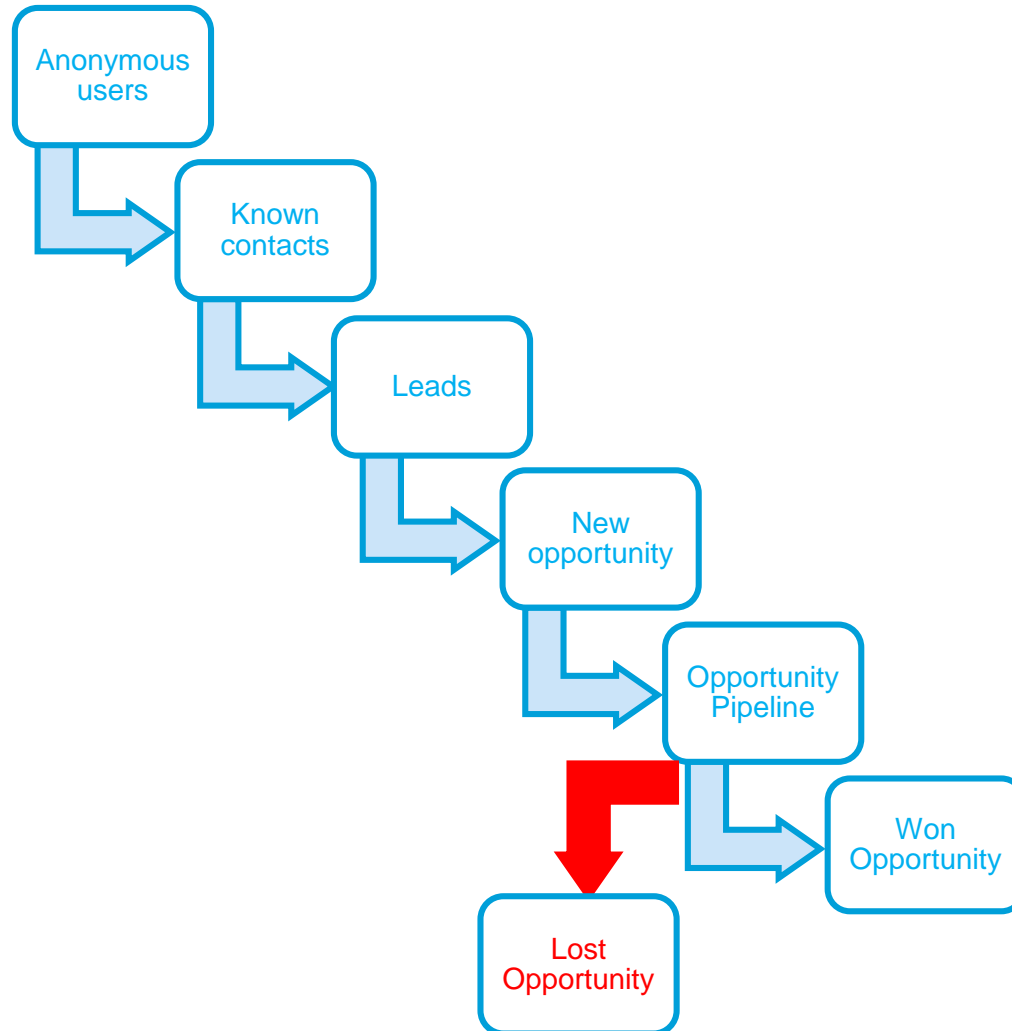 Anonymous
users
Known
contacts
Leads
New
opportunity
Opportunity
Pipeline
Won
Opportunity
Lost
Opportunity